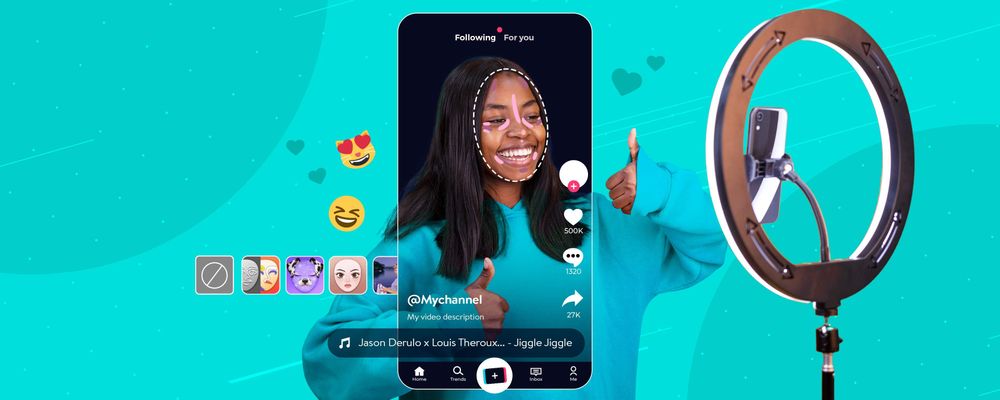 Following For you
500K
1320
@Mychannel
27K
My video description
Jason Derulo x Louis Theroux... - Jiggle Jiggle
Home Trends Inbox Me